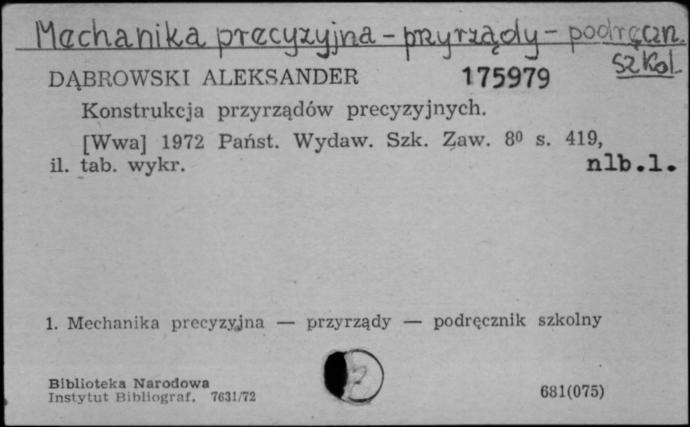 Mechanika precyzyjna - przyrządy - podręczn.
szkol.
DĄBROWSKI ALEKSANDER 175979
Konstrukcja przyrządów precyzyjnych.
[Wwa] 1972 Państ. Wydaw. Szk. Zaw. 8⁰ s. 419,
il. tab. wykr. nlb.1.
1. Mechanika precyzyjna — przyrządy — podręcznik szkolny
Biblioteka Narodowa
Instytut Bibliograf. 7631/72 681(075)